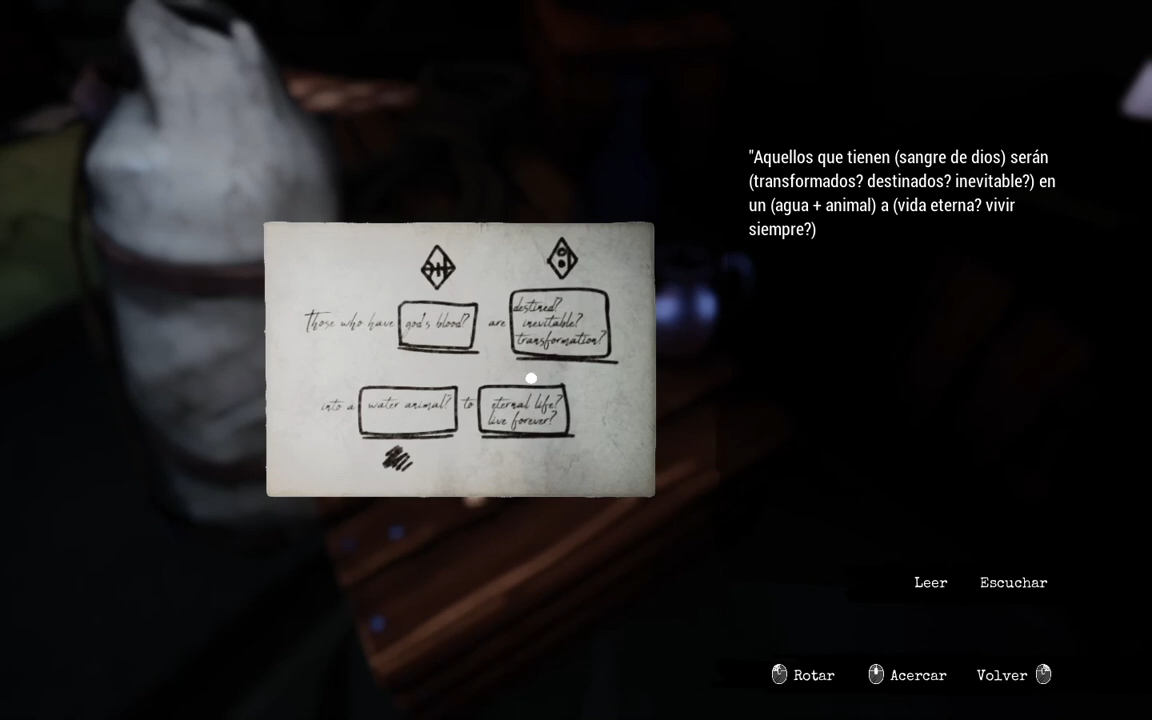 Those who have god's blood? are destined?
inevitable?
transformation?
into a water animal? to eternal life?
live forever?
"Aquellos que tienen (sangre de dios) serán
(transformados? destinados? inevitable?) en
un (agua + animal) a (vida eterna? vivir
siempre?)
Leer Escuchar
Rotar Acercar Volver